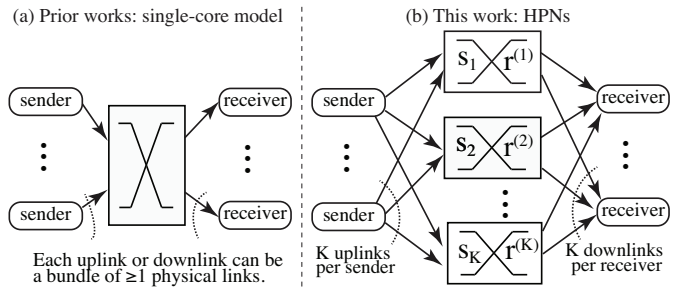 (a) Prior works: single-core model
sender
receiver
sender
receiver
Each uplink or downlink can be
a bundle of ≥1 physical links.
(b) This work: HPNs
S₁ r⁽¹⁾
sender
receiver
S₂ r⁽²⁾
sender
receiver
S_K r⁽ᴷ⁾
K uplinks
per sender
K downlinks
per receiver